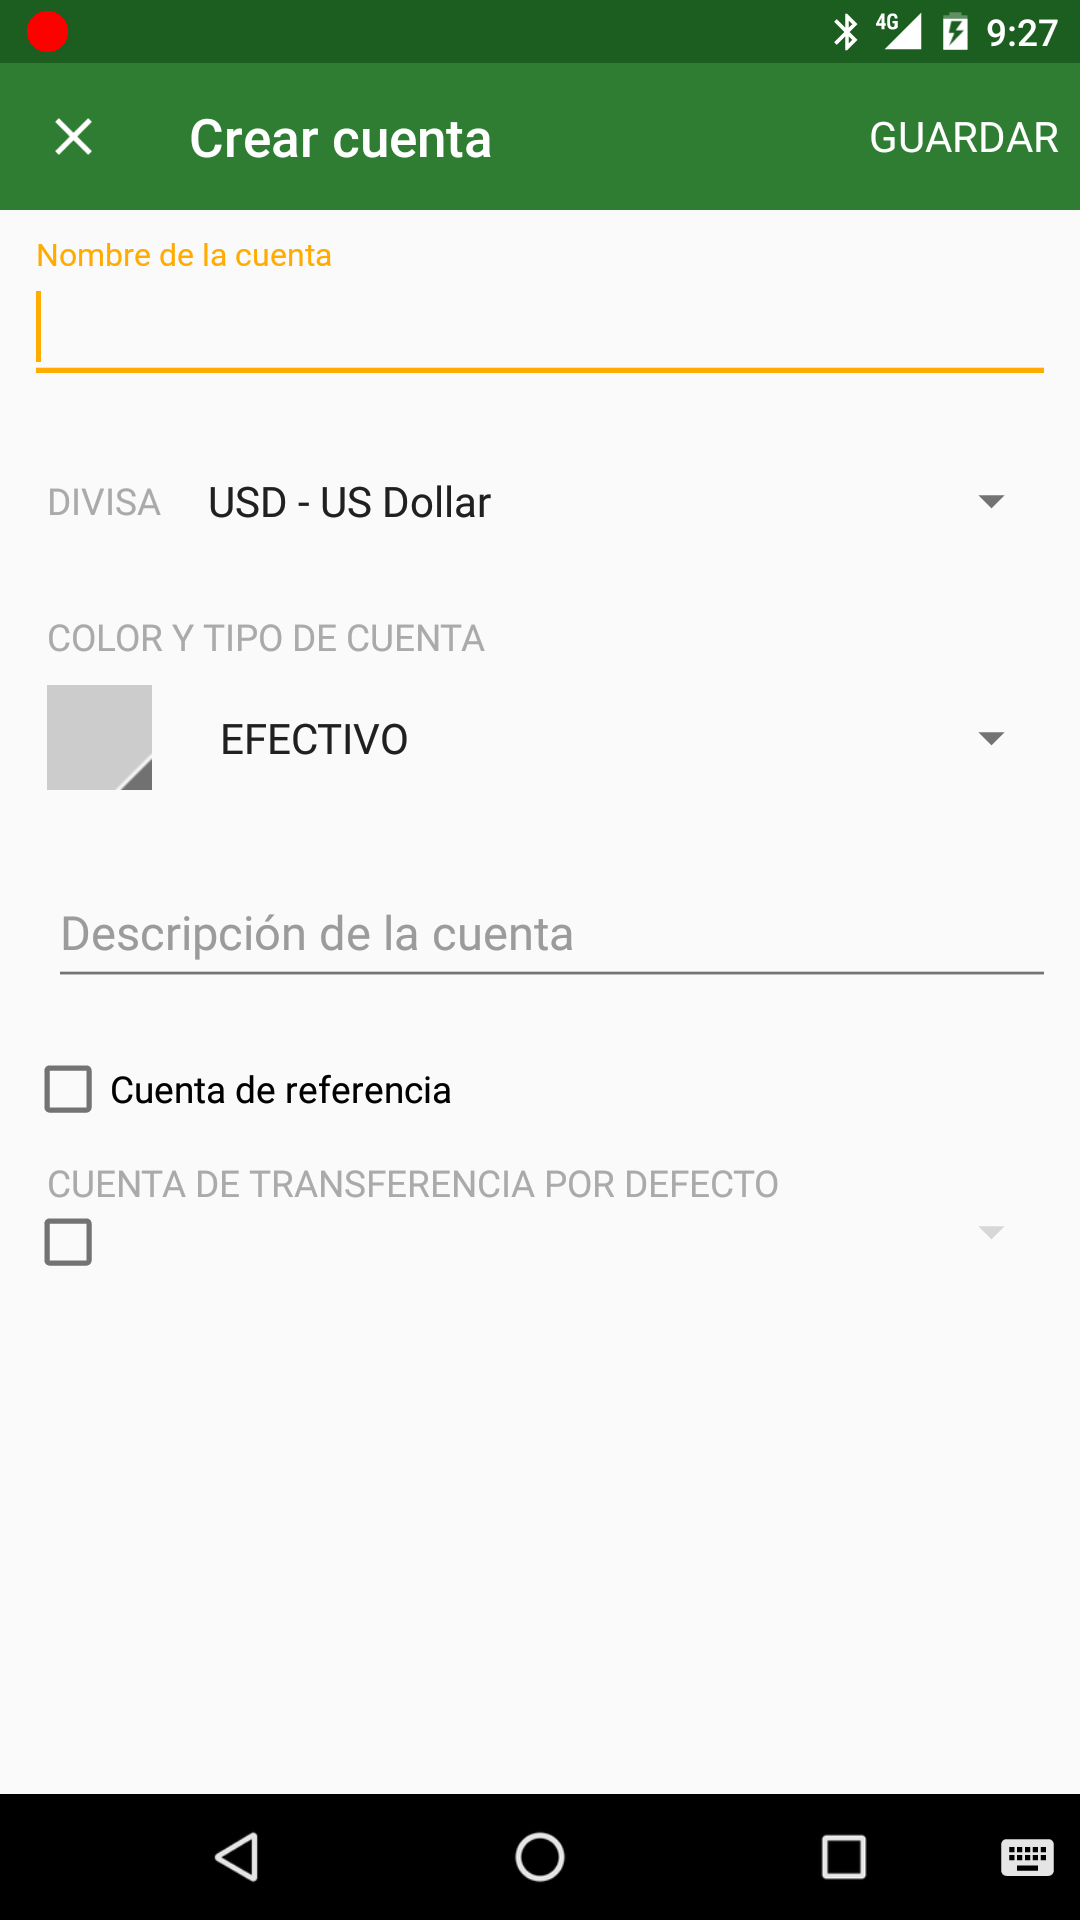 4G 9:27
Crear cuenta GUARDAR
Nombre de la cuenta
DIVISA USD - US Dollar
COLOR Y TIPO DE CUENTA
EFECTIVO
Descripción de la cuenta
Cuenta de referencia
CUENTA DE TRANSFERENCIA POR DEFECTO